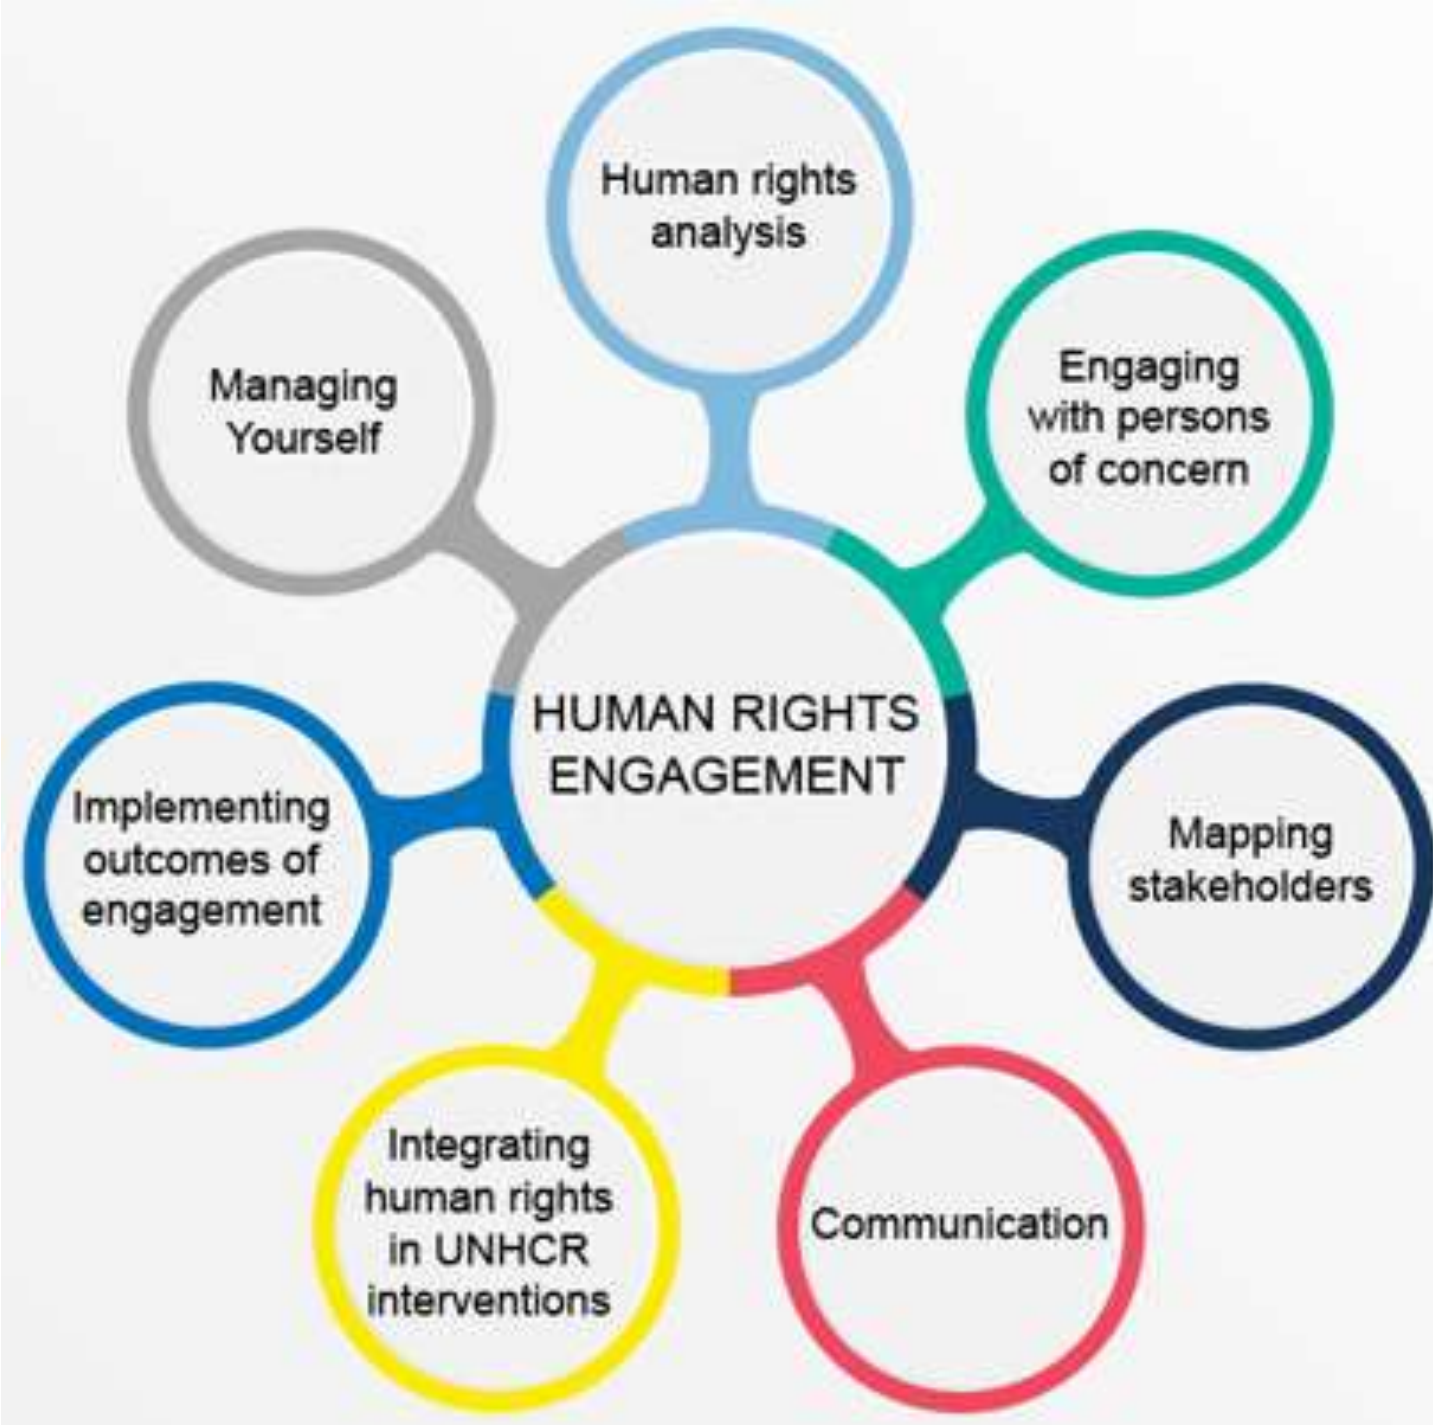 Human rights
analysis
Engaging
with persons
of concern
Mapping
stakeholders
Communication
Integrating
human rights
in UNHCR
interventions
Implementing
outcomes of
engagement
Managing
Yourself
HUMAN RIGHTS
ENGAGEMENT